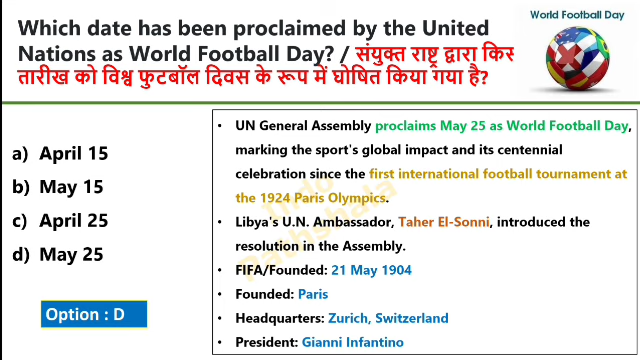 Which date has been proclaimed by the United
Nations as World Football Day? / संयुक्त राष्ट्र द्वारा किस
तारीख को विश्व फुटबॉल दिवस के रूप में घोषित किया गया है?
World Football Day
a) April 15
b) May 15
c) April 25
d) May 25
Option : D
• UN General Assembly proclaims May 25 as World Football Day,
marking the sport's global impact and its centennial
celebration since the first international football tournament at
the 1924 Paris Olympics.
• Libya's U.N. Ambassador, Taher El-Sonni, introduced the
resolution in the Assembly.
• FIFA/Founded: 21 May 1904
• Founded: Paris
• Headquarters: Zurich, Switzerland
• President: Gianni Infantino
Indo
Pathshala